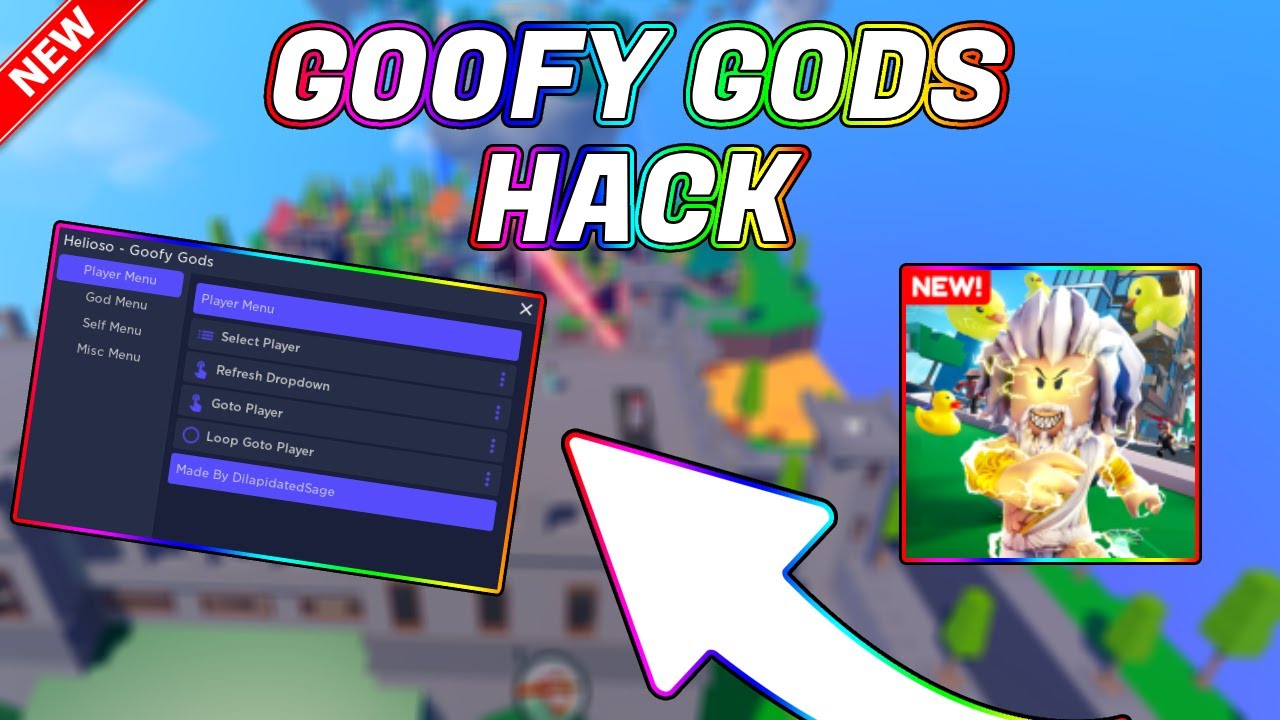 NEW
GOOFY GODS
HACK
Helioso - Goofy Gods
Player Menu
God Menu
Self Menu
Misc Menu
Player Menu
Select Player
Refresh Dropdown
Goto Player
Loop Goto Player
Made By DilapidatedSage
NEW!